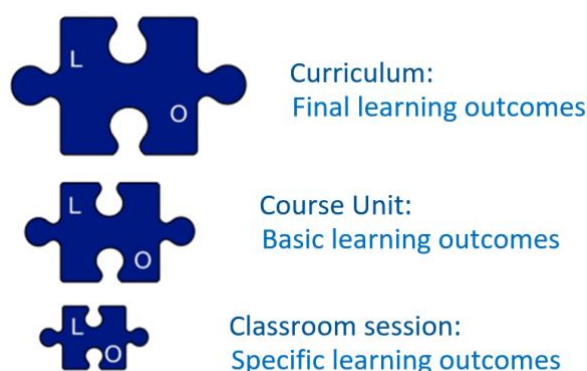 L
O
Curriculum:
Final learning outcomes
L
O
Course Unit:
Basic learning outcomes
L
O
Classroom session:
Specific learning outcomes